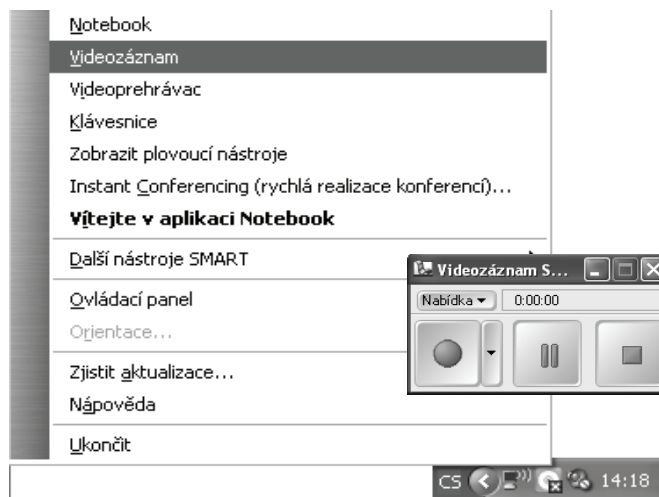 Notebook
Videozáznam
Videoprehrávac
Klávesnice
Zobrazit plovoucí nástroje
Instant Conferencing (rychlá realizace konferencí)...
Vítejte v aplikaci Notebook
Další nástroje SMART
Videozáznam S...
Ovládací panel
Nabídka 0:00:00
Orientace...
Zjistit aktualizace...
Nápověda
Ukončit
CS 14:18